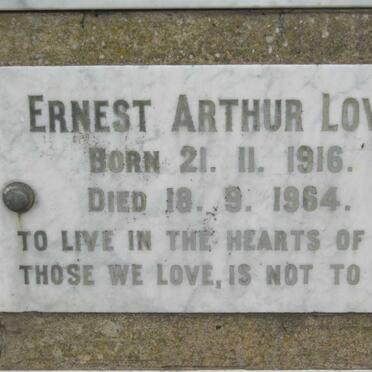 ERNEST ARTHUR
BORN 21. 11. 1916.
DIED 18. 9. 1964.
TO LIVE IN THE HEARTS OF
THOSE WE LOVE, IS NOT TO